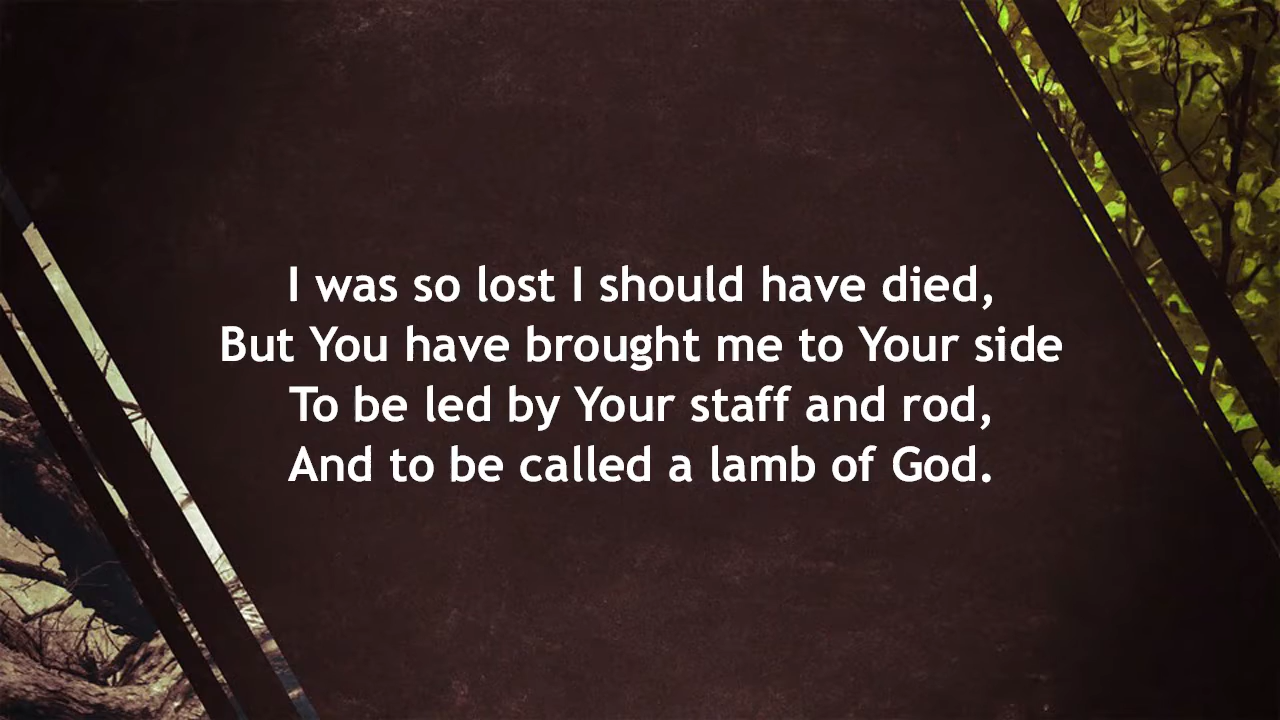 I was so lost I should have died,
But You have brought me to Your side
To be led by Your staff and rod,
And to be called a lamb of God.